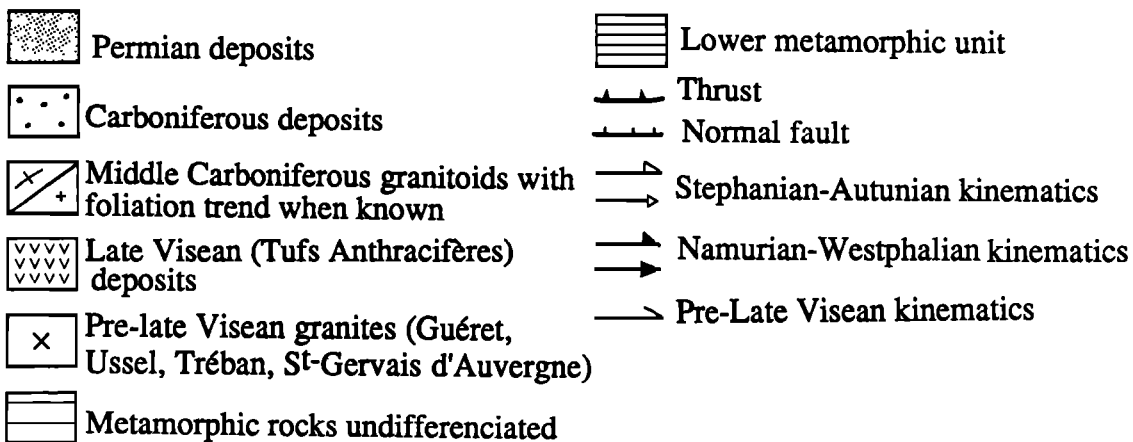 Permian deposits
Carboniferous deposits
Middle Carboniferous granitoids with
foliation trend when known
Late Visean (Tufs Anthracifères)
deposits
Pre-late Visean granites (Guéret,
Ussel, Tréban, St-Gervais d'Auvergne)
Metamorphic rocks undifferenciated
Lower metamorphic unit
Thrust
Normal fault
Stephanian-Autunian kinematics
Namurian-Westphalian kinematics
Pre-Late Visean kinematics